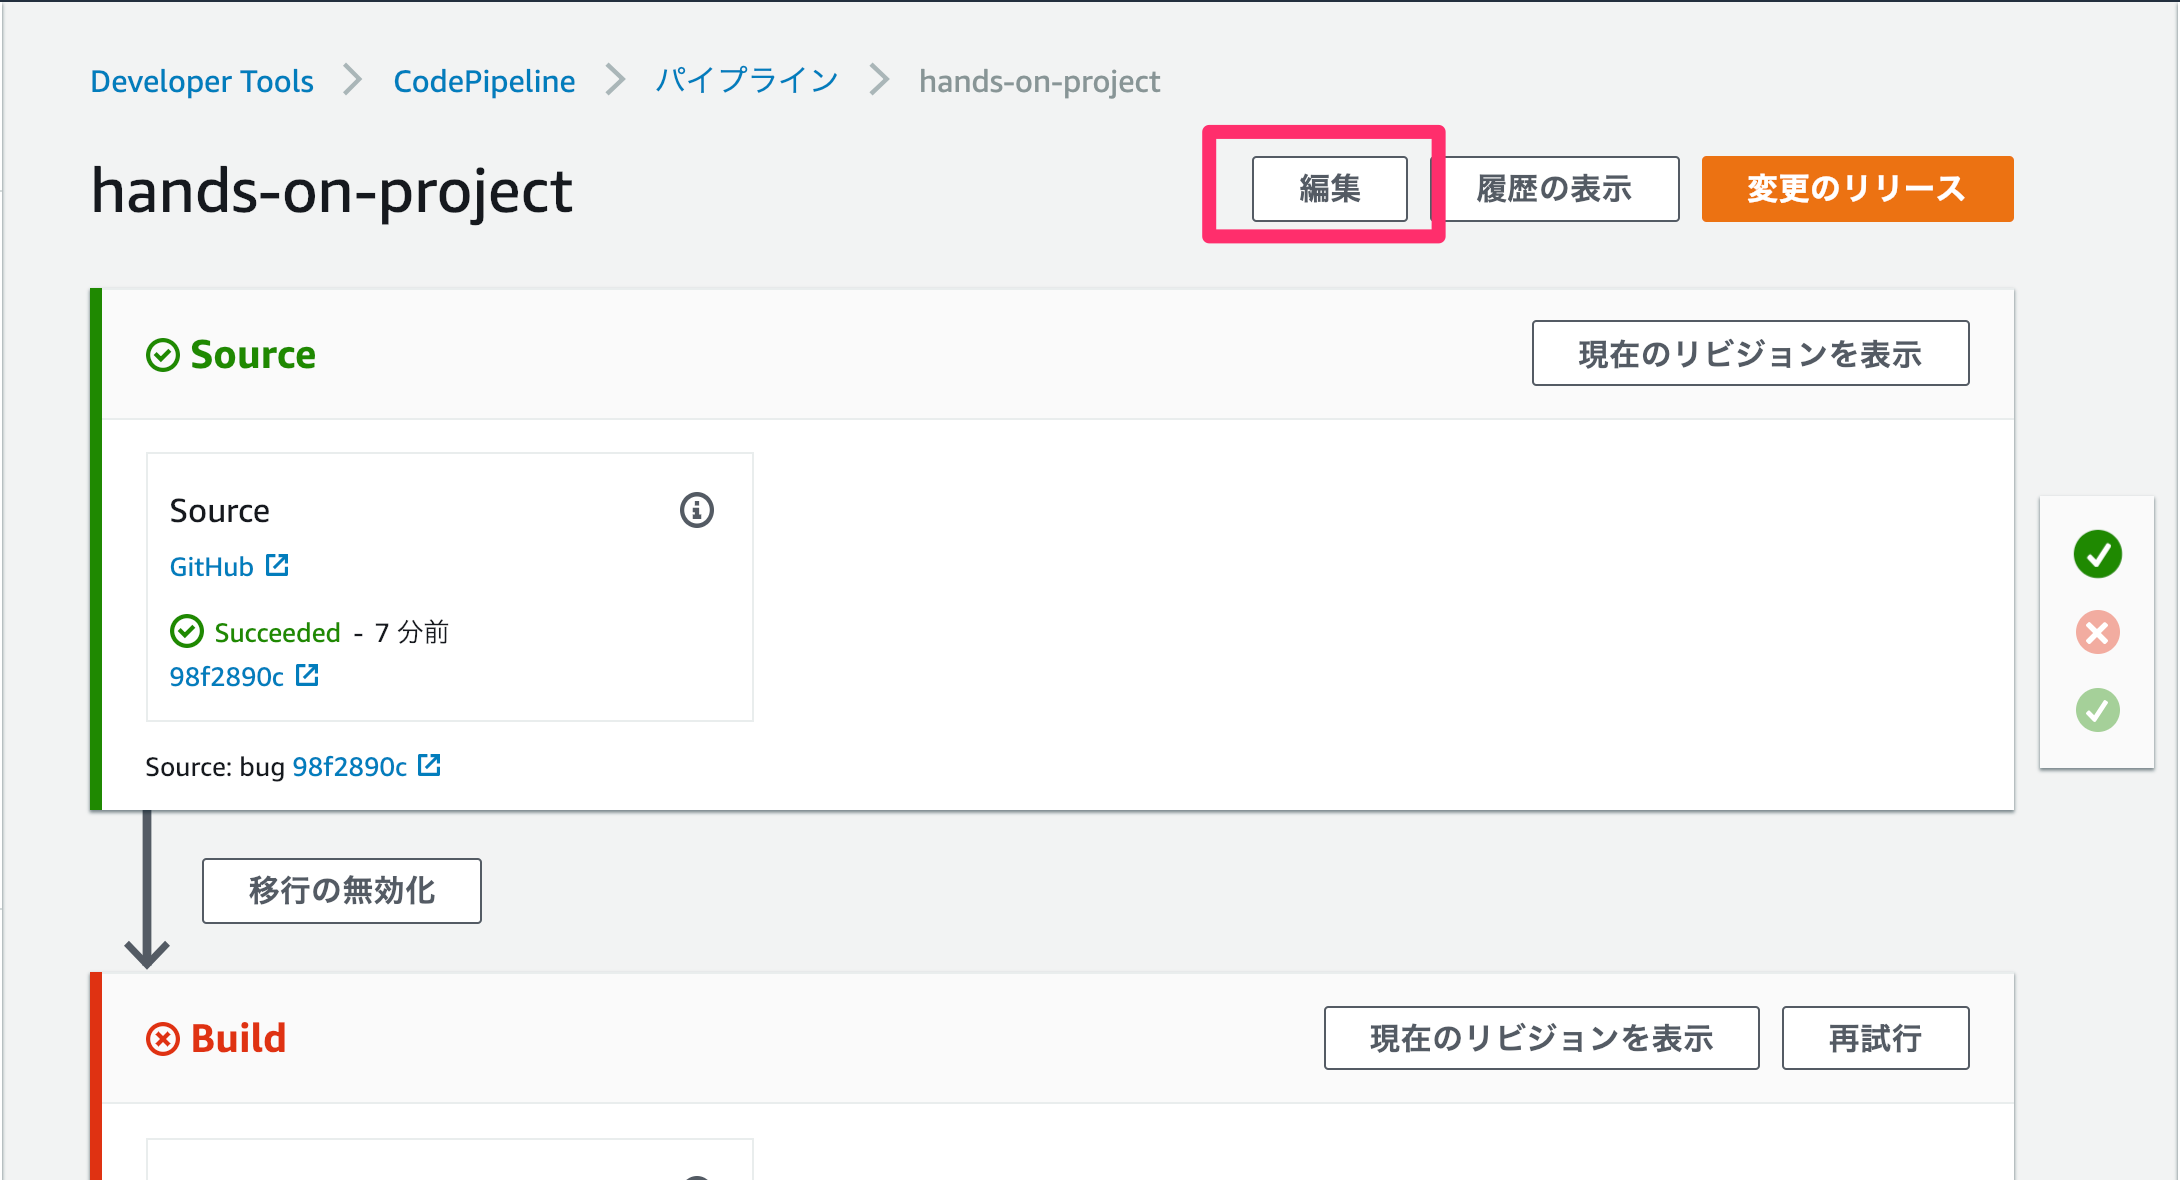 Developer Tools > CodePipeline > パイプライン > hands-on-project
hands-on-project
編集
履歴の表示
変更のリリース
Source
現在のリビジョンを表示
Source
GitHub
Succeeded - 7 分前
98f2890c
Source: bug 98f2890c
移行の無効化
Build
現在のリビジョンを表示
再試行